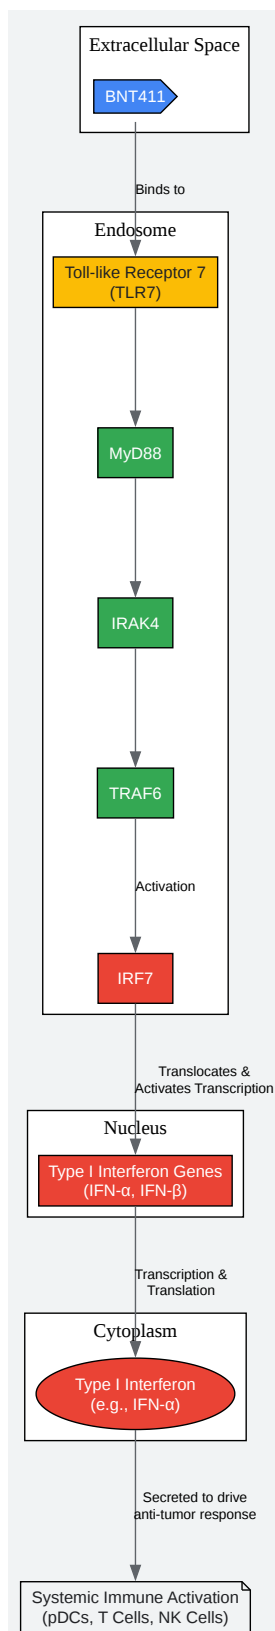 Extracellular Space
BNT411
Binds to
Endosome
Toll-like Receptor 7
(TLR7)
MyD88
IRAK4
TRAF6
Activation
IRF7
Translocates &
Activates Transcription
Nucleus
Type I Interferon Genes
(IFN-α, IFN-β)
Transcription &
Translation
Cytoplasm
Type I Interferon
(e.g., IFN-α)
Secreted to drive
anti-tumor response
Systemic Immune Activation
(pDCs, T Cells, NK Cells)